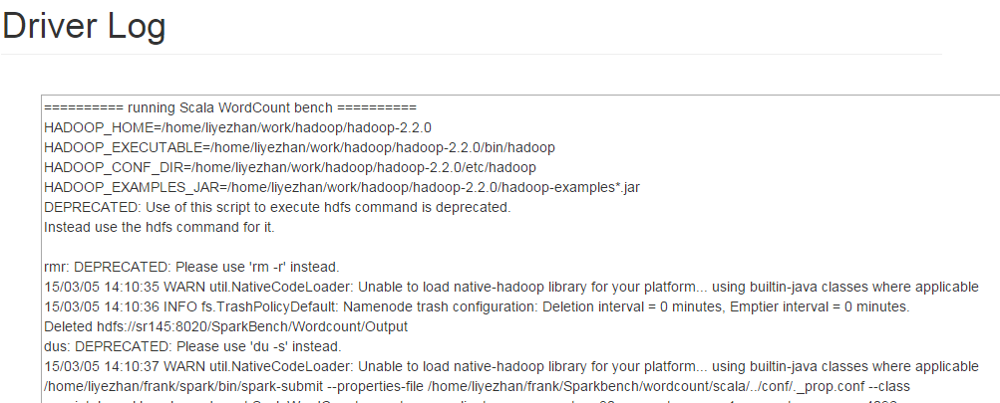 Driver Log
========== running Scala WordCount bench ==========
HADOOP_HOME=/home/liyezhan/work/hadoop/hadoop-2.2.0
HADOOP_EXECUTABLE=/home/liyezhan/work/hadoop/hadoop-2.2.0/bin/hadoop
HADOOP_CONF_DIR=/home/liyezhan/work/hadoop/hadoop-2.2.0/etc/hadoop
HADOOP_EXAMPLES_JAR=/home/liyezhan/work/hadoop/hadoop-2.2.0/hadoop-examples*.jar
DEPRECATED: Use of this script to execute hdfs command is deprecated.
Instead use the hdfs command for it.
rmr: DEPRECATED: Please use 'rm -r' instead.
15/03/05 14:10:35 WARN util.NativeCodeLoader: Unable to load native-hadoop library for your platform... using builtin-java classes where applicable
15/03/05 14:10:36 INFO fs.TrashPolicyDefault: Namenode trash configuration: Deletion interval = 0 minutes, Emptier interval = 0 minutes.
Deleted hdfs://sr145:8020/SparkBench/Wordcount/Output
dus: DEPRECATED: Please use 'du -s' instead.
15/03/05 14:10:37 WARN util.NativeCodeLoader: Unable to load native-hadoop library for your platform... using builtin-java classes where applicable
/home/liyezhan/frank/spark/bin/spark-submit --properties-file /home/liyezhan/frank/Sparkbench/wordcount/scala/../conf/._prop.conf --class